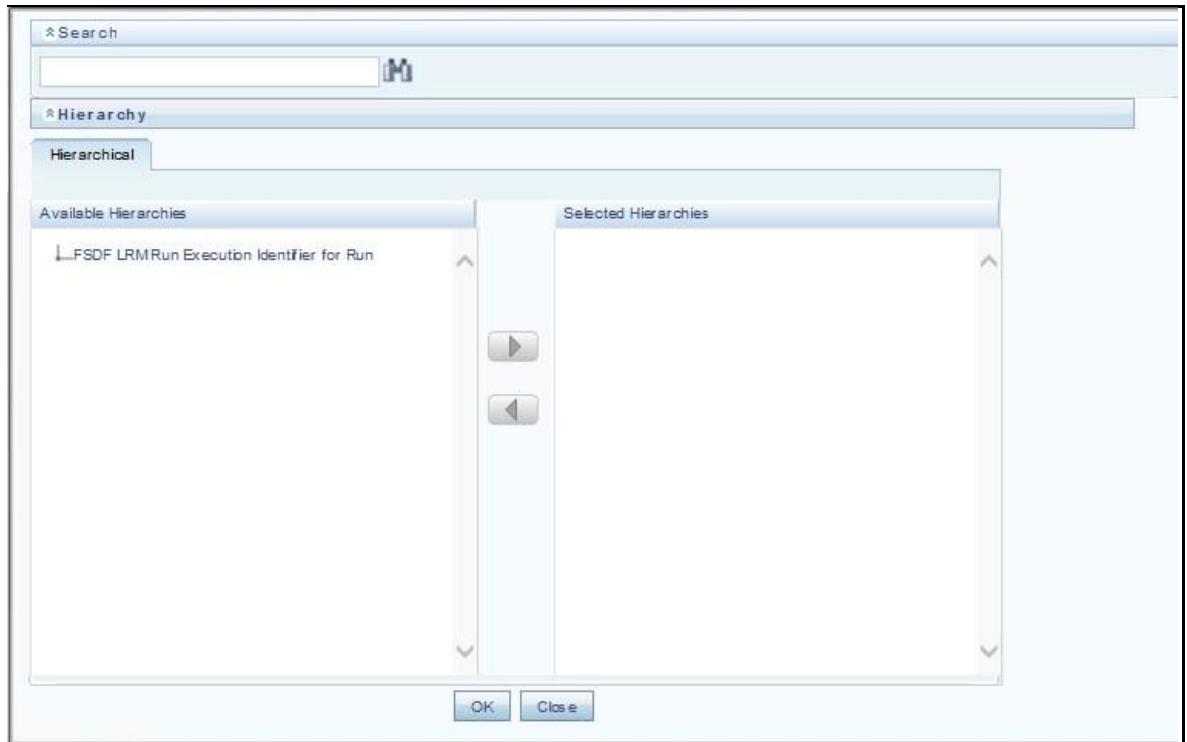 Search
Hierarchy
Hierarchical
Available Hierarchies
Selected Hierarchies
FSDF LRM Run Execution Identifier for Run
OK
Close